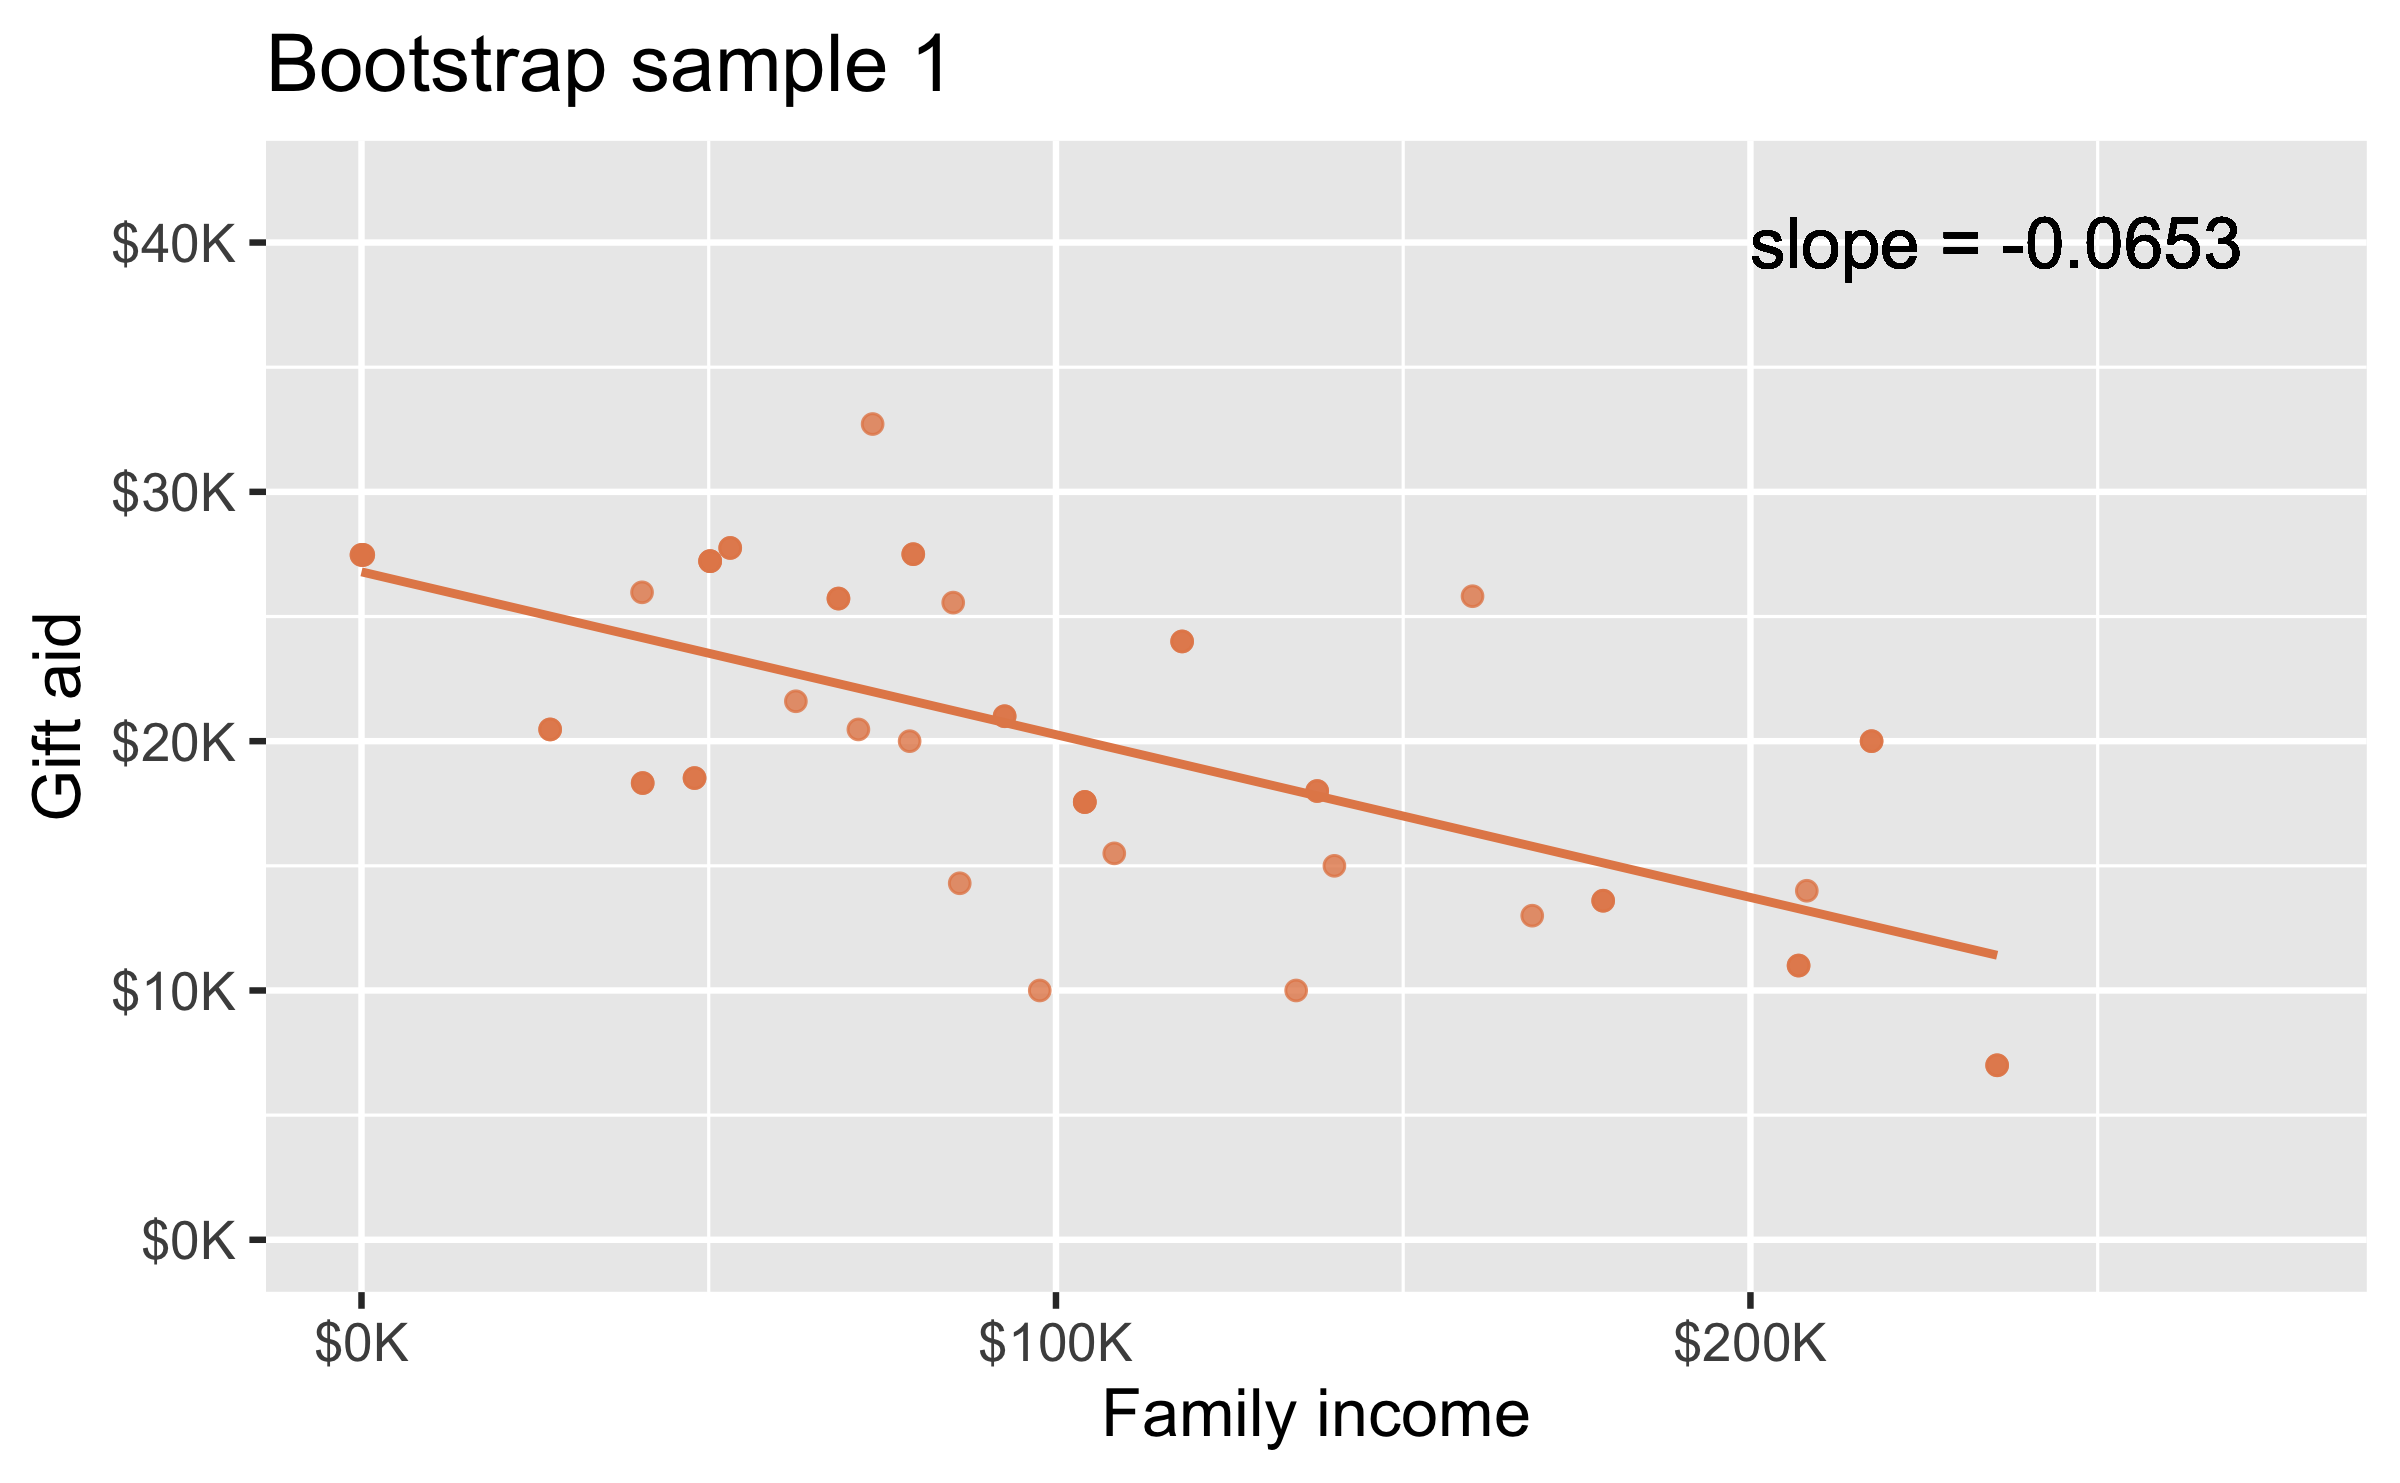 Bootstrap sample 1
slope = -0.0653
$40K
$30K
$20K
$10K
$0K
Gift aid
$0K
$100K
$200K
Family income